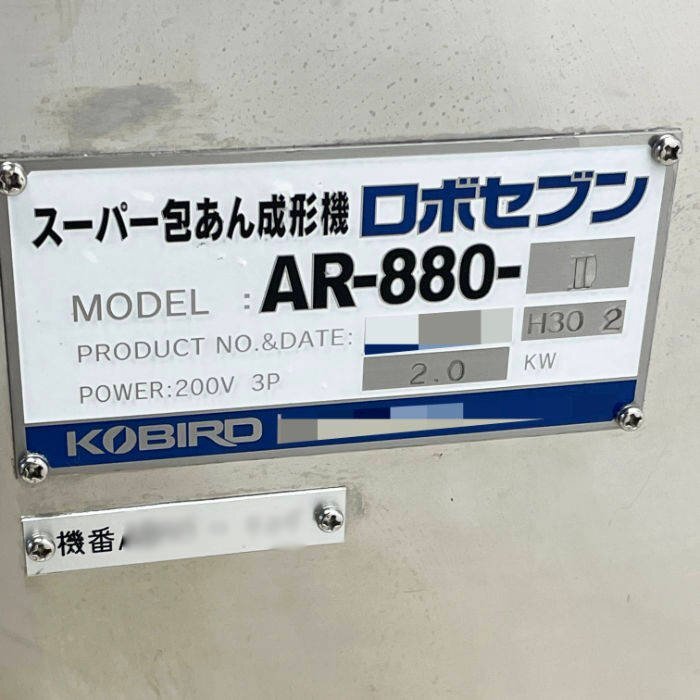 スーパー包あん成形機 ロボセブン
MODEL : AR-880-II
PRODUCT NO.&DATE: H30 2
POWER:200V 3P 2.0 KW
KOBIRD
機番